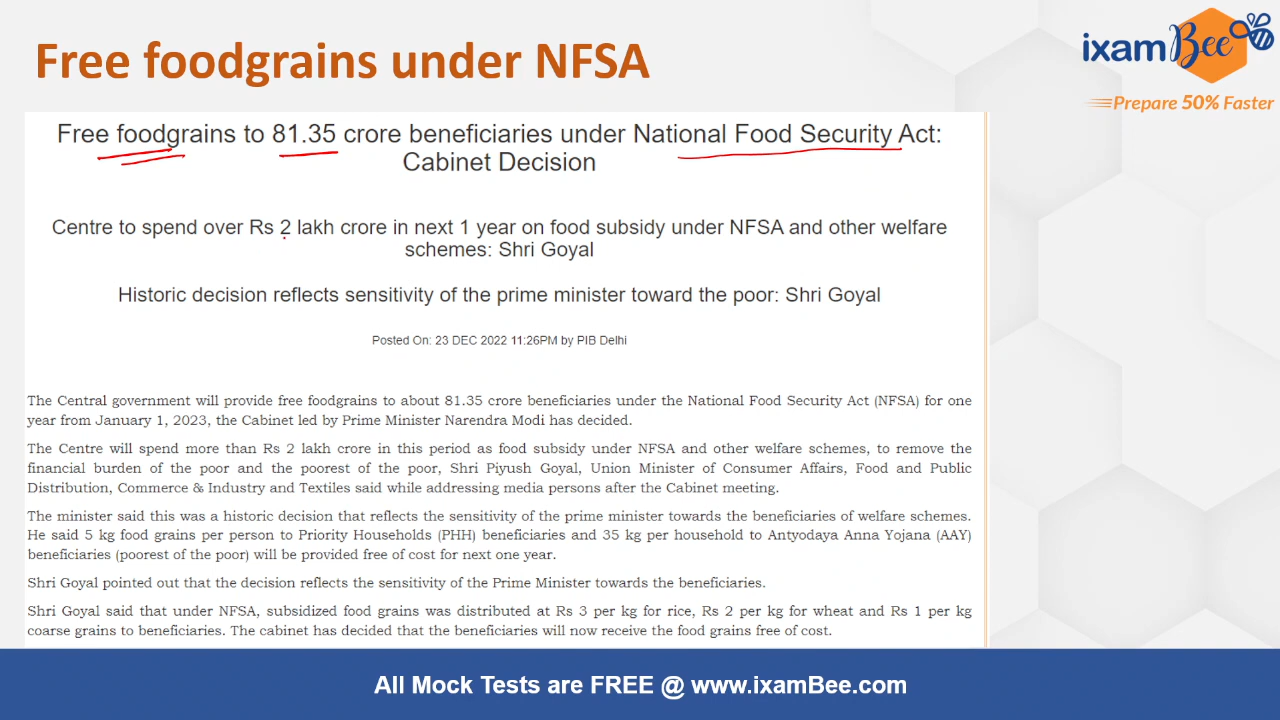 Free foodgrains under NFSA
ixamBee
Prepare 50% Faster
Free foodgrains to 81.35 crore beneficiaries under National Food Security Act:
Cabinet Decision
Centre to spend over Rs 2 lakh crore in next 1 year on food subsidy under NFSA and other welfare
schemes: Shri Goyal
Historic decision reflects sensitivity of the prime minister toward the poor: Shri Goyal
Posted On: 23 DEC 2022 11:26PM by PIB Delhi
The Central government will provide free foodgrains to about 81.35 crore beneficiaries under the National Food Security Act (NFSA) for one
year from January 1, 2023, the Cabinet led by Prime Minister Narendra Modi has decided.
The Centre will spend more than Rs 2 lakh crore in this period as food subsidy under NFSA and other welfare schemes, to remove the
financial burden of the poor and the poorest of the poor, Shri Piyush Goyal, Union Minister of Consumer Affairs, Food and Public
Distribution, Commerce & Industry and Textiles said while addressing media persons after the Cabinet meeting.
The minister said this was a historic decision that reflects the sensitivity of the prime minister towards the beneficiaries of welfare schemes.
He said 5 kg food grains per person to Priority Households (PHH) beneficiaries and 35 kg per household to Antyodaya Anna Yojana (AAY)
beneficiaries (poorest of the poor) will be provided free of cost for next one year.
Shri Goyal pointed out that the decision reflects the sensitivity of the Prime Minister towards the beneficiaries.
Shri Goyal said that under NFSA, subsidized food grains was distributed at Rs 3 per kg for rice, Rs 2 per kg for wheat and Rs 1 per kg
coarse grains to beneficiaries. The cabinet has decided that the beneficiaries will now receive the food grains free of cost.
All Mock Tests are FREE @ www.ixamBee.com